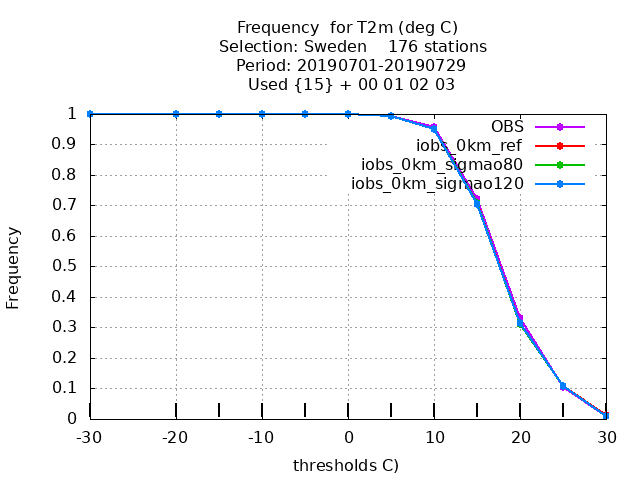 Frequency  for T2m (deg C)
Selection: Sweden    176 stations
Period: 20190701-20190729
Used {15} + 00 01 02 03
OBS
iobs_0km_ref
iobs_0km_sigmao80
iobs_0km_sigmao120
1
0.9
0.8
0.7
0.6
0.5
0.4
0.3
0.2
0.1
0
Frequency
-30 -20 -10 0 10 20 30
thresholds C)